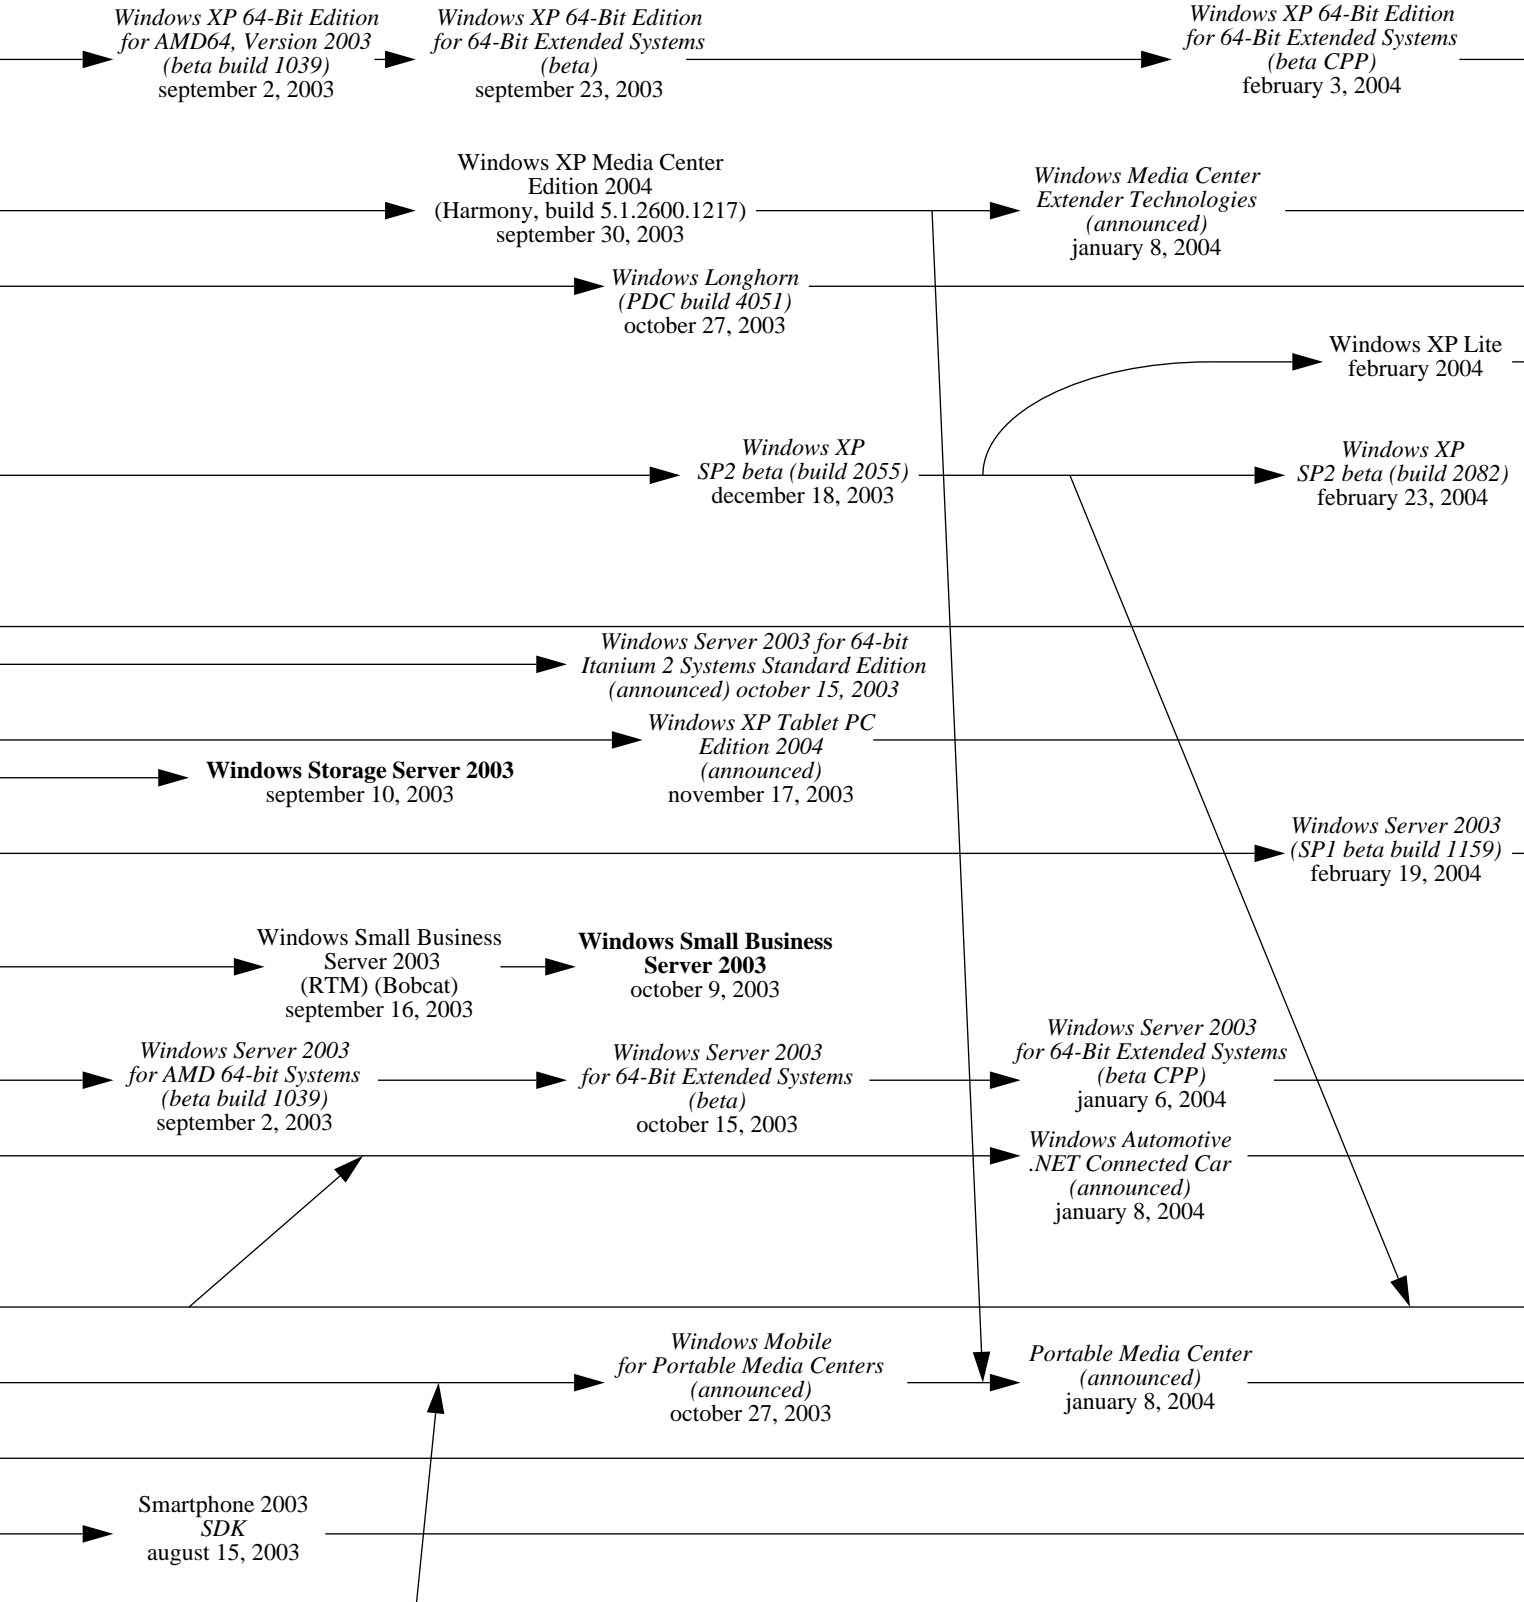 Windows XP 64-Bit Edition
for AMD64, Version 2003
(beta build 1039)
september 2, 2003
Windows XP 64-Bit Edition
for 64-Bit Extended Systems
(beta)
september 23, 2003
Windows XP 64-Bit Edition
for 64-Bit Extended Systems
(beta CPP)
february 3, 2004
Windows XP Media Center
Edition 2004
(Harmony, build 5.1.2600.1217)
september 30, 2003
Windows Media Center
Extender Technologies
(announced)
january 8, 2004
Windows Longhorn
(PDC build 4051)
october 27, 2003
Windows XP Lite
february 2004
Windows XP
SP2 beta (build 2055)
december 18, 2003
Windows XP
SP2 beta (build 2082)
february 23, 2004
Windows Server 2003 for 64-bit
Itanium 2 Systems Standard Edition
(announced) october 15, 2003
Windows XP Tablet PC
Edition 2004
(announced)
november 17, 2003
Windows Storage Server 2003
september 10, 2003
Windows Server 2003
(SP1 beta build 1159)
february 19, 2004
Windows Small Business
Server 2003
(RTM) (Bobcat)
september 16, 2003
Windows Small Business
Server 2003
october 9, 2003
Windows Server 2003
for AMD 64-bit Systems
(beta build 1039)
september 2, 2003
Windows Server 2003
for 64-Bit Extended Systems
(beta)
october 15, 2003
Windows Server 2003
for 64-Bit Extended Systems
(beta CPP)
january 6, 2004
Windows Automotive
.NET Connected Car
(announced)
january 8, 2004
Windows Mobile
for Portable Media Centers
(announced)
october 27, 2003
Portable Media Center
(announced)
january 8, 2004
Smartphone 2003
SDK
august 15, 2003